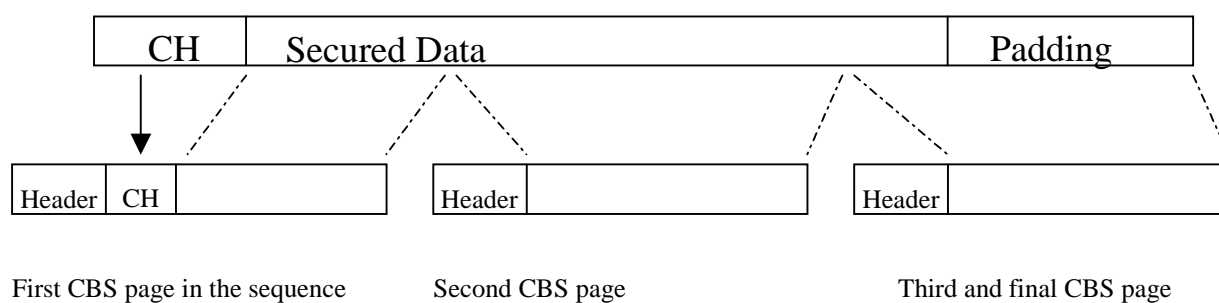 CH Secured Data Padding
Header CH Header Header
First CBS page in the sequence Second CBS page Third and final CBS page